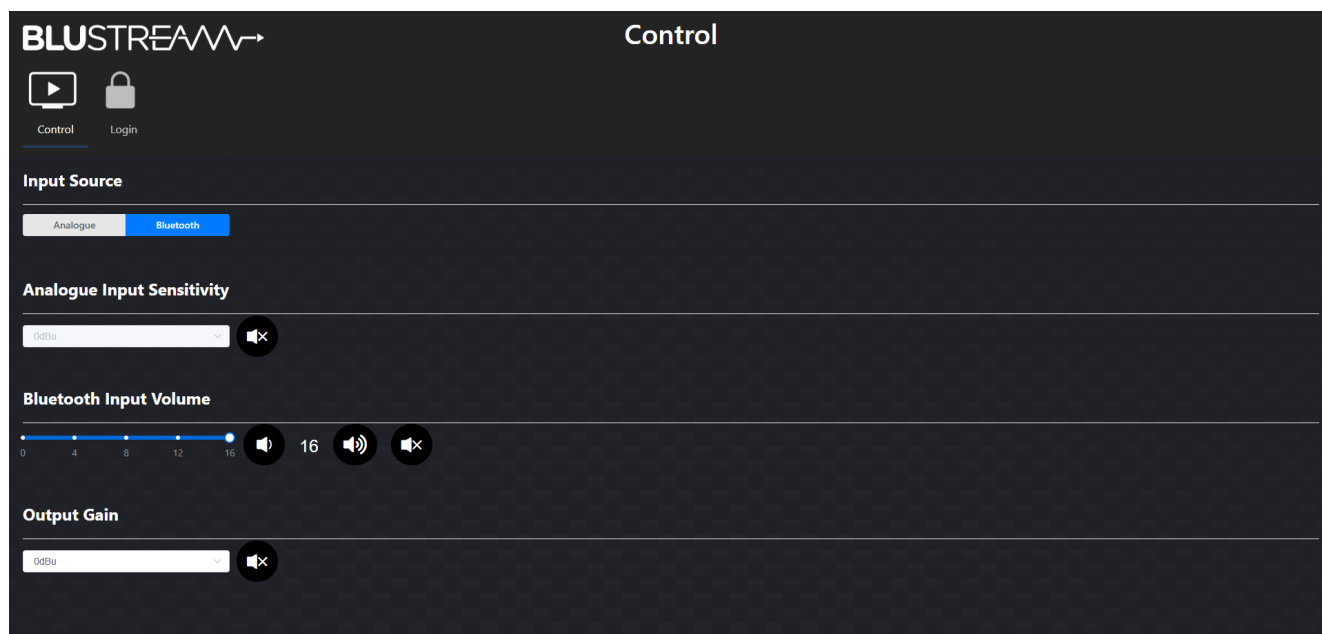 BLUSTREAM
Control
Control Login
Input Source
Analogue Bluetooth
Analogue Input Sensitivity
0dBu
Bluetooth Input Volume
16
0 4 8 12 16
Output Gain
0dBu